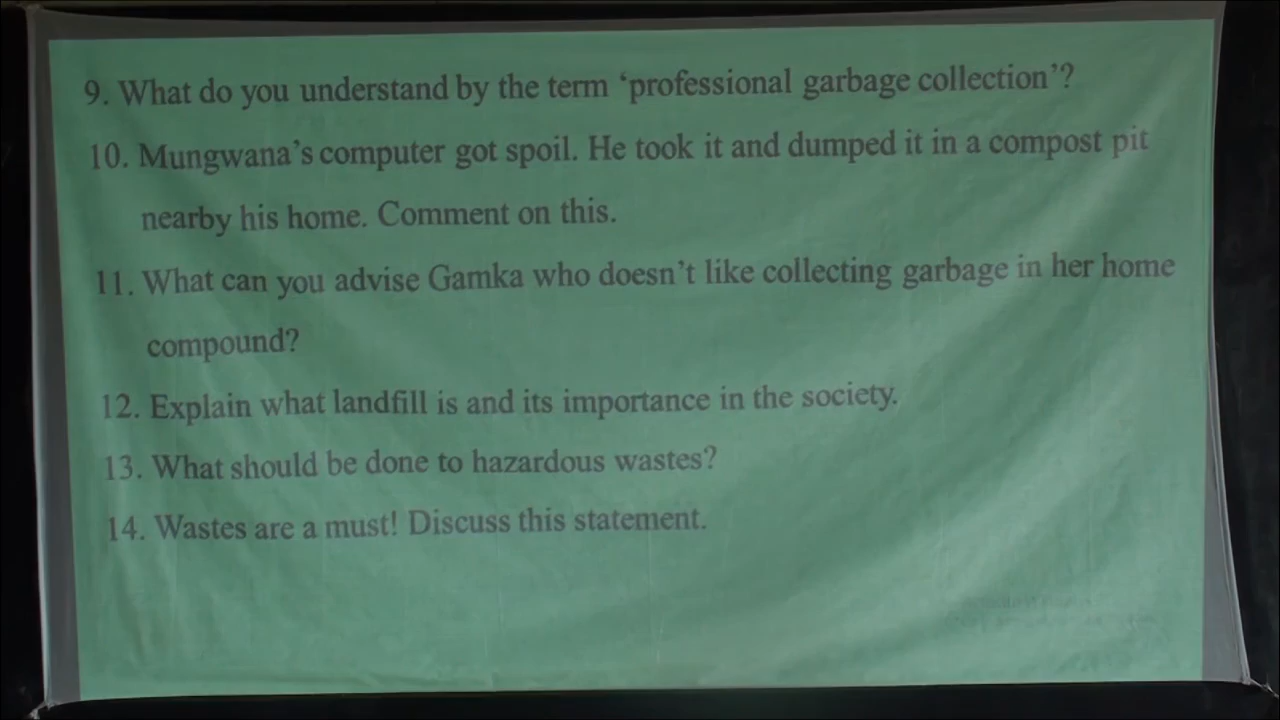 9. What do you understand by the term ‘professional garbage collection’?
10. Mungwana’s computer got spoil. He took it and dumped it in a compost pit
nearby his home. Comment on this.
11. What can you advise Gamka who doesn’t like collecting garbage in her home
compound?
12. Explain what landfill is and its importance in the society.
13. What should be done to hazardous wastes?
14. Wastes are a must! Discuss this statement.